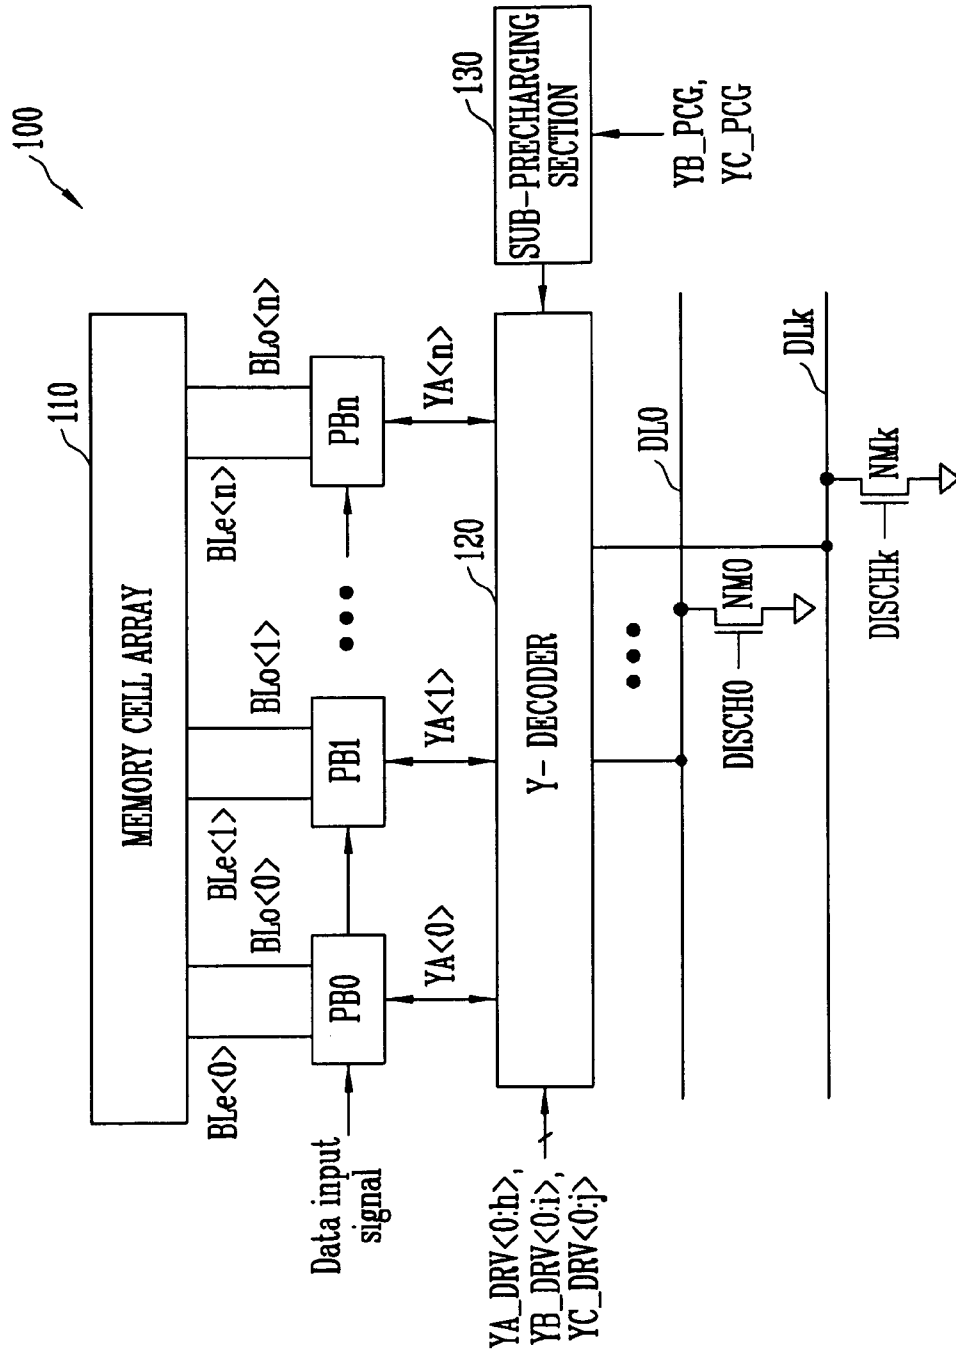 100
110
MEMORY CELL ARRAY
BLe<0>
BLo<0>
BLe<1>
BLo<1>
BLe<n>
BLo<n>
Data input
signal
PB0
PB1
PBn
YA<0>
YA<1>
YA<n>
120
130
YA_DRV<0:h>,
YB_DRV<0:i>,
YC_DRV<0:j>
Y- DECODER
SUB-PRECHARGING
SECTION
YB_PCG,
YC_PCG
DL0
DISCH0
NM0
DLk
DISCHk
NMk